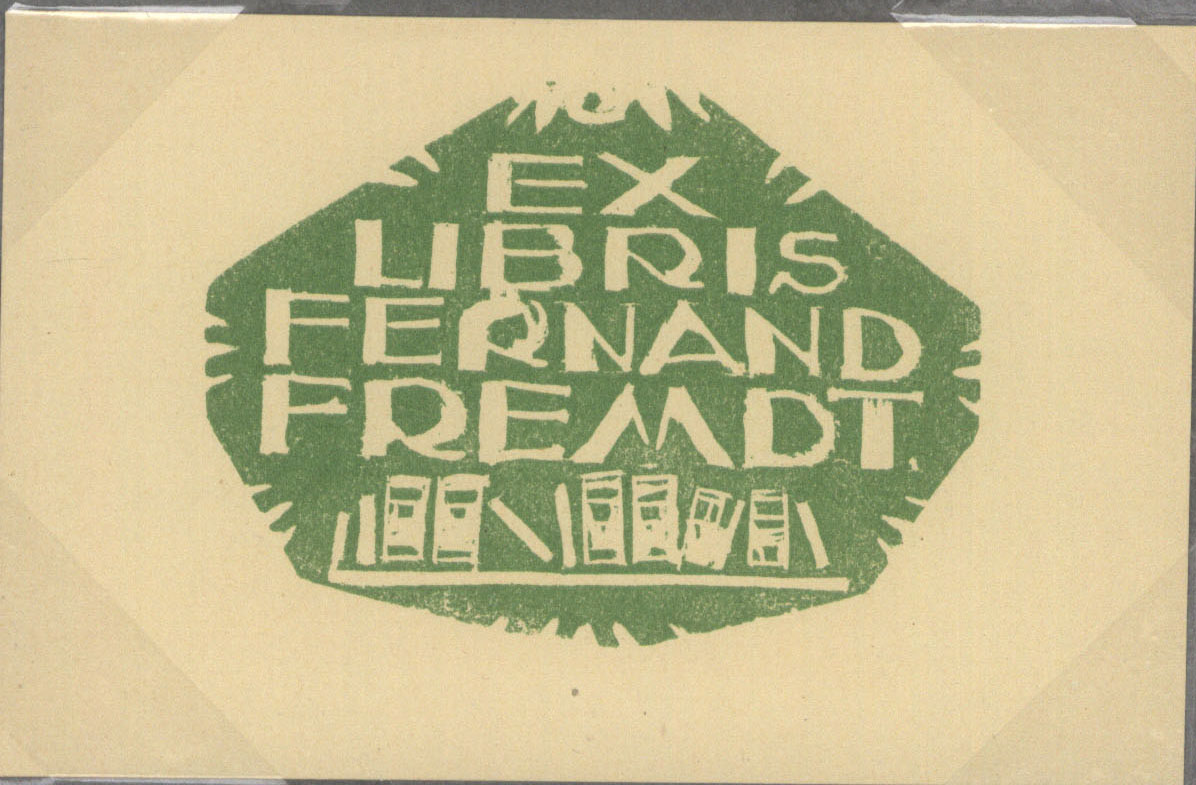 EX
LIBRIS
FERNAND
FREMDT.